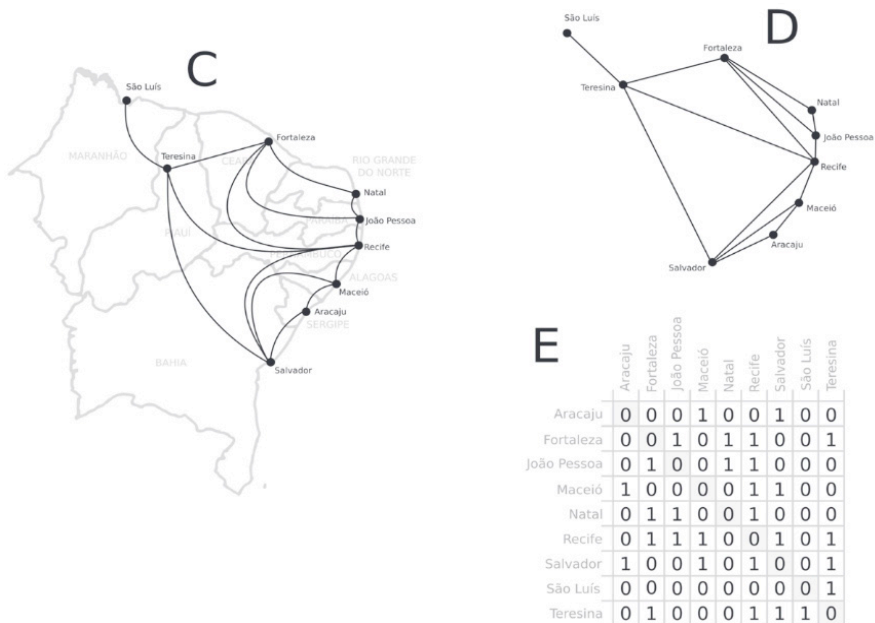 C
São Luís
Fortaleza
Teresina
MARANHÃO
CEARÁ
RIO GRANDE
DO NORTE
Natal
João Pessoa
PARAÍBA
PIAUÍ
Recife
PERNAMBUCO
ALAGOAS
Maceió
Aracaju
SERGIPE
BAHIA
Salvador
D
São Luís
Fortaleza
Teresina
Natal
João Pessoa
Recife
Maceió
Aracaju
Salvador
E
Aracaju Fortaleza João Pessoa Maceió Natal Recife Salvador São Luís Teresina
Aracaju 0 0 0 1 0 0 1 0 0
Fortaleza 0 0 1 0 1 1 0 0 1
João Pessoa 0 1 0 0 1 1 0 0 0
Maceió 1 0 0 0 0 1 1 0 0
Natal 0 1 1 0 0 1 0 0 0
Recife 0 1 1 1 0 0 1 0 1
Salvador 1 0 0 1 0 1 0 0 1
São Luís 0 0 0 0 0 0 0 0 1
Teresina 0 1 0 0 0 1 1 1 0